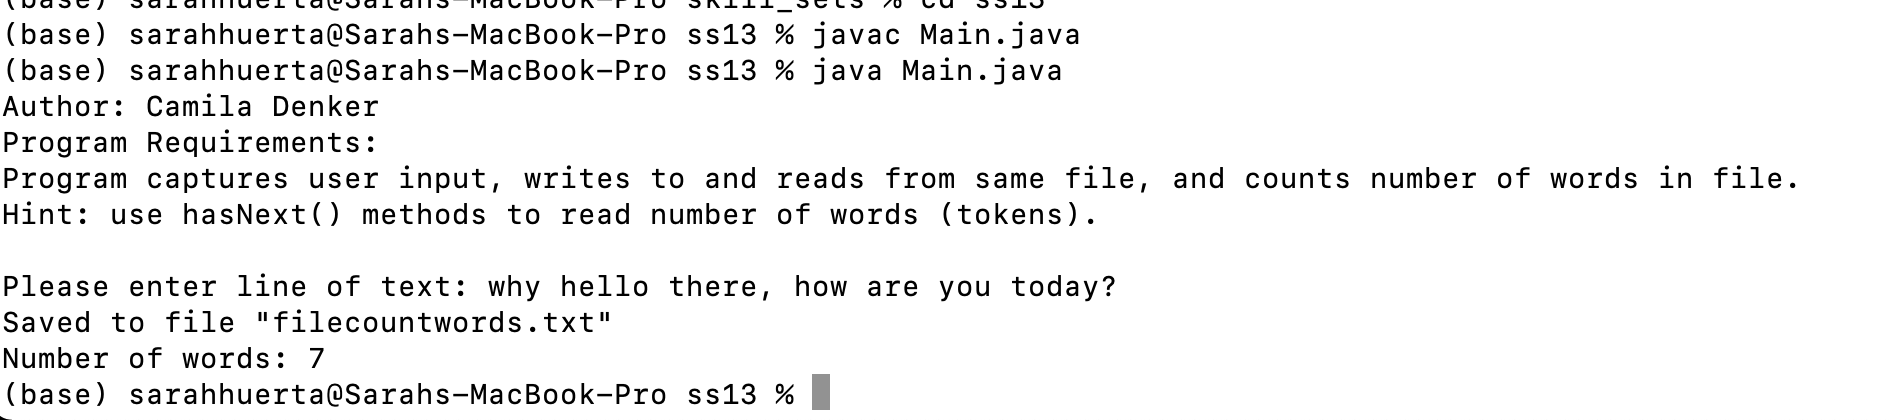 (base) sarahhuerta@Sarahs-MacBook-Pro skill_sets % cd ss13
(base) sarahhuerta@Sarahs-MacBook-Pro ss13 % javac Main.java
(base) sarahhuerta@Sarahs-MacBook-Pro ss13 % java Main.java
Author: Camila Denker
Program Requirements:
Program captures user input, writes to and reads from same file, and counts number of words in file.
Hint: use hasNext() methods to read number of words (tokens).
Please enter line of text: why hello there, how are you today?
Saved to file "filecountwords.txt"
Number of words: 7
(base) sarahhuerta@Sarahs-MacBook-Pro ss13 %